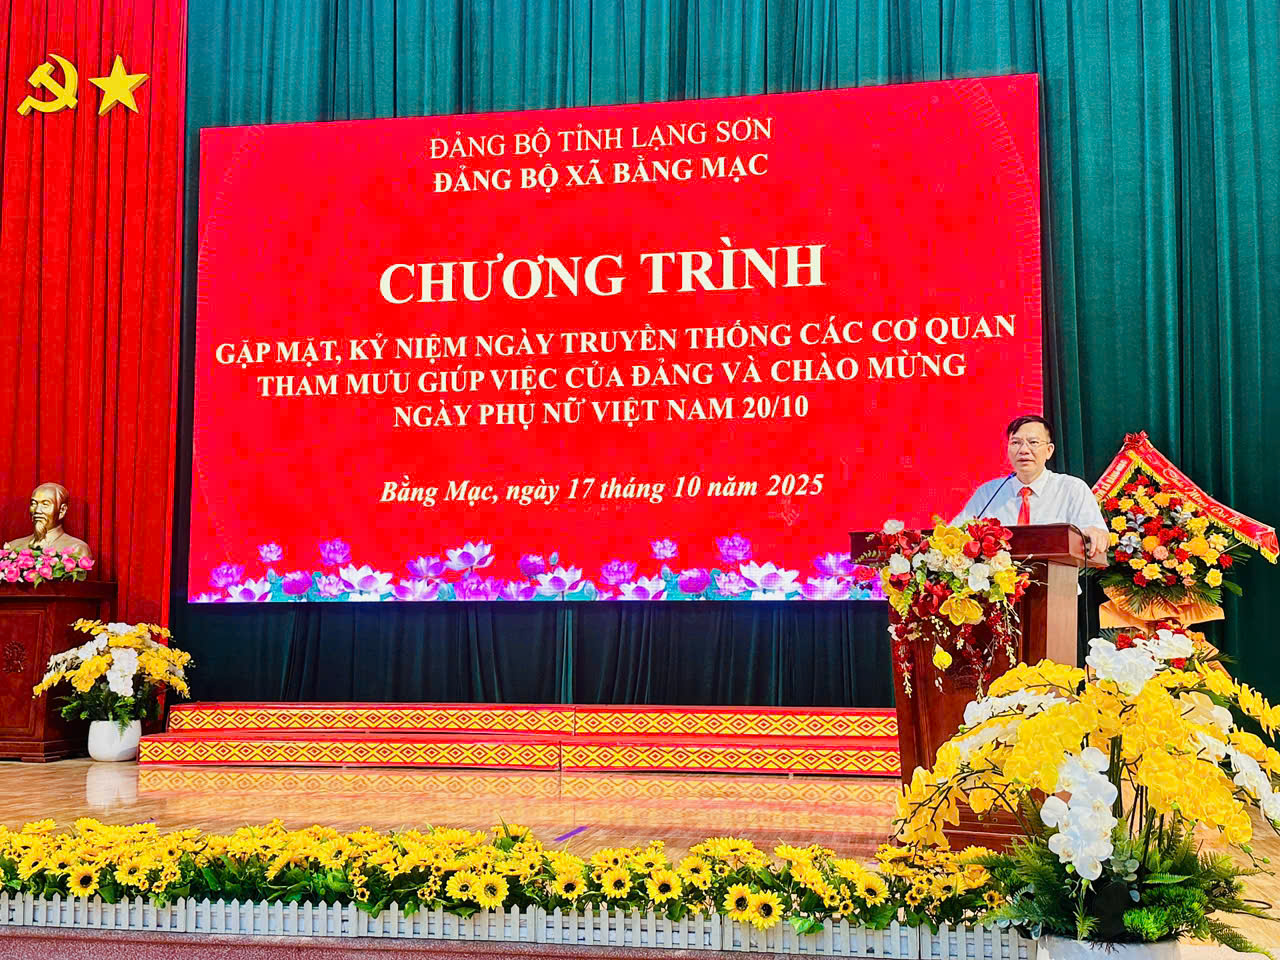 ĐẢNG BỘ TỈNH LẠNG SƠN
ĐẢNG BỘ XÃ BẰNG MẠC
CHƯƠNG TRÌNH
GẶP MẶT, KỶ NIỆM NGÀY TRUYỀN THỐNG CÁC CƠ QUAN
THAM MƯU GIÚP VIỆC CỦA ĐẢNG VÀ CHÀO MỪNG
NGÀY PHỤ NỮ VIỆT NAM 20/10
Bằng Mạc, ngày 17 tháng 10 năm 2025